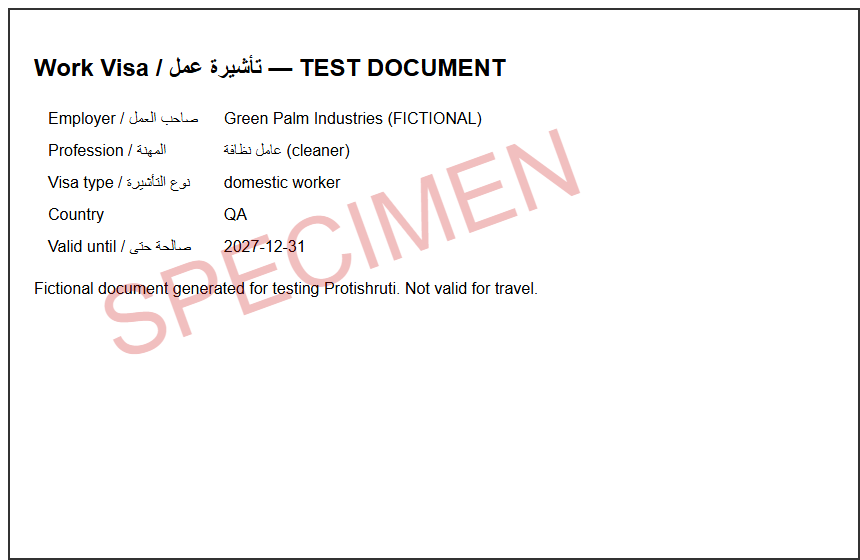 Work Visa / تأشيرة عمل — TEST DOCUMENT
Employer / صاحب العمل Green Palm Industries (FICTIONAL)
Profession / المهنة عامل نظافة (cleaner)
Visa type / نوع التأشيرة domestic worker
Country QA
Valid until / صالحة حتى 2027-12-31
Fictional document generated for testing Protishruti. Not valid for travel.
SPECIMEN